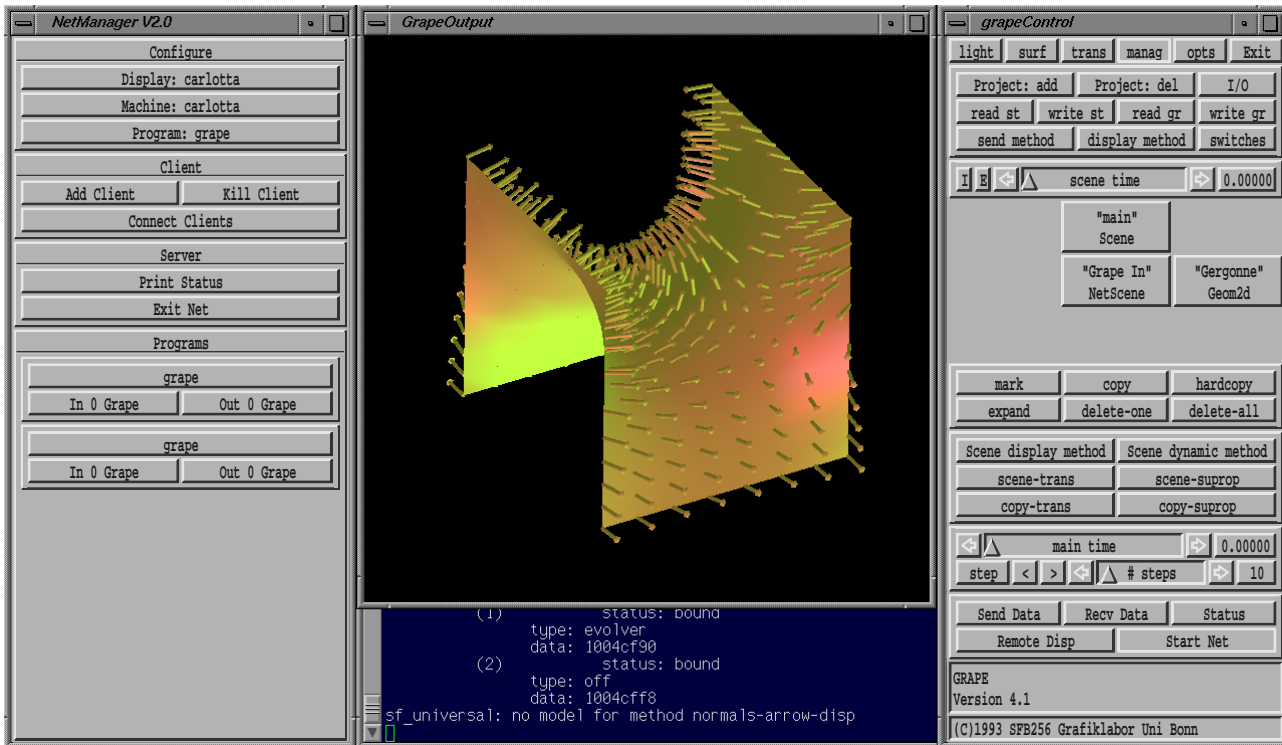 NetManager V2.0
Configure
Display: carlotta
Machine: carlotta
Program: grape
Client
Add Client Kill Client
Connect Clients
Server
Print Status
Exit Net
Programs
grape
In 0 Grape Out 0 Grape
grape
In 0 Grape Out 0 Grape
GrapeOutput
(1) status: bound
type: evolver
data: 1004cf90
(2) status: bound
type: off
data: 1004cff8
sf_universal: no model for method normals-arrow-disp
grapeControl
light surf trans manag opts Exit
Project: add Project: del I/O
read st write st read gr write gr
send method display method switches
I E scene time 0.00000
"main"
Scene
"Grape In" "Gergonne"
NetScene Geom2d
mark copy hardcopy
expand delete-one delete-all
Scene display method Scene dynamic method
scene-trans scene-suprop
copy-trans copy-suprop
main time 0.00000
step < > # steps 10
Send Data Recv Data Status
Remote Disp Start Net
GRAPE
Version 4.1
(C)1993 SFB256 Grafiklabor Uni Bonn